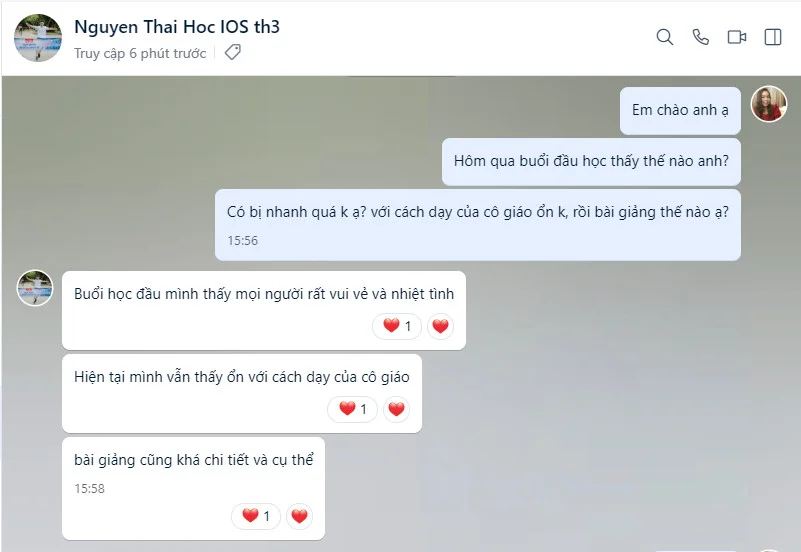 Nguyen Thai Hoc IOS th3
Truy cập 6 phút trước
Em chào anh ạ
Hôm qua buổi đầu học thấy thế nào anh?
Có bị nhanh quá k ạ? với cách dạy của cô giáo ổn k, rồi bài giảng thế nào ạ?
15:56
Buổi học đầu mình thấy mọi người rất vui vẻ và nhiệt tình
1
Hiện tại mình vẫn thấy ổn với cách dạy của cô giáo
1
bài giảng cũng khá chi tiết và cụ thể
15:58
1